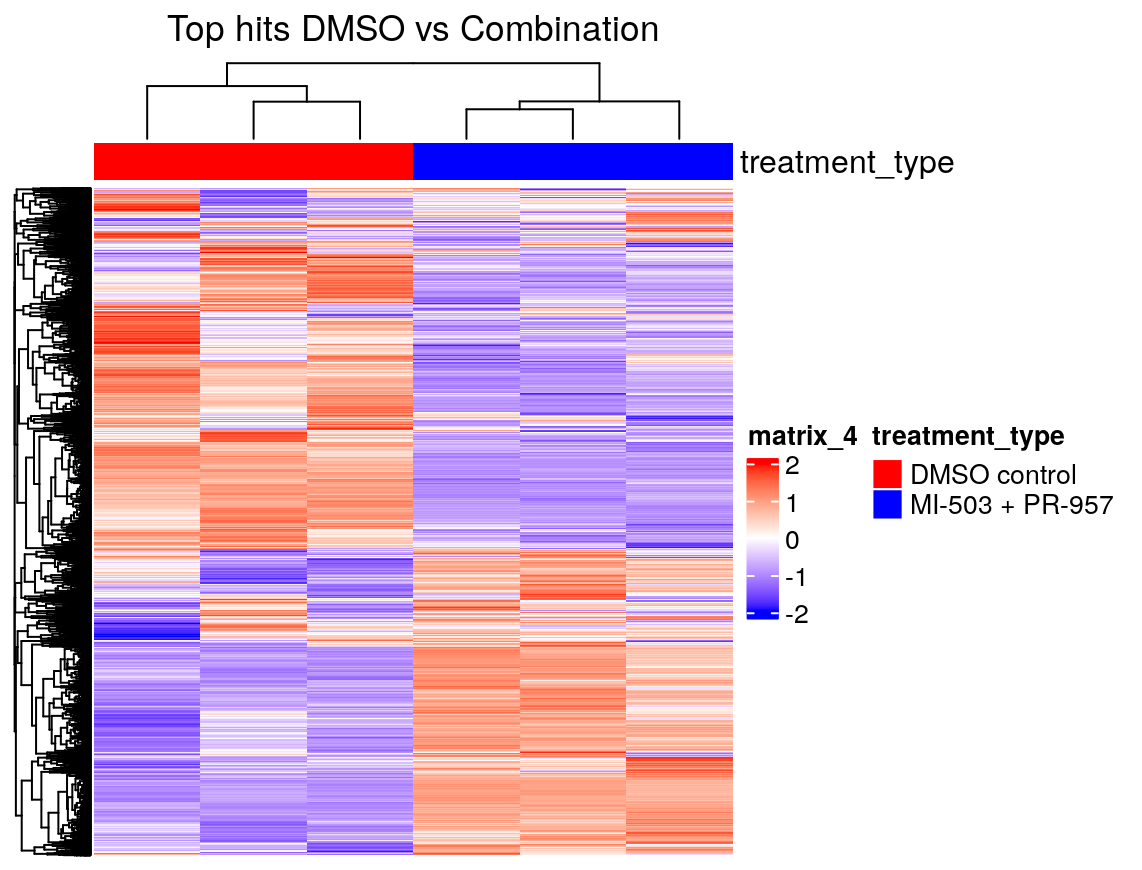 Top hits DMSO vs Combination
treatment_type
matrix_4
2
1
0
-1
-2
treatment_type
DMSO control
MI-503 + PR-957